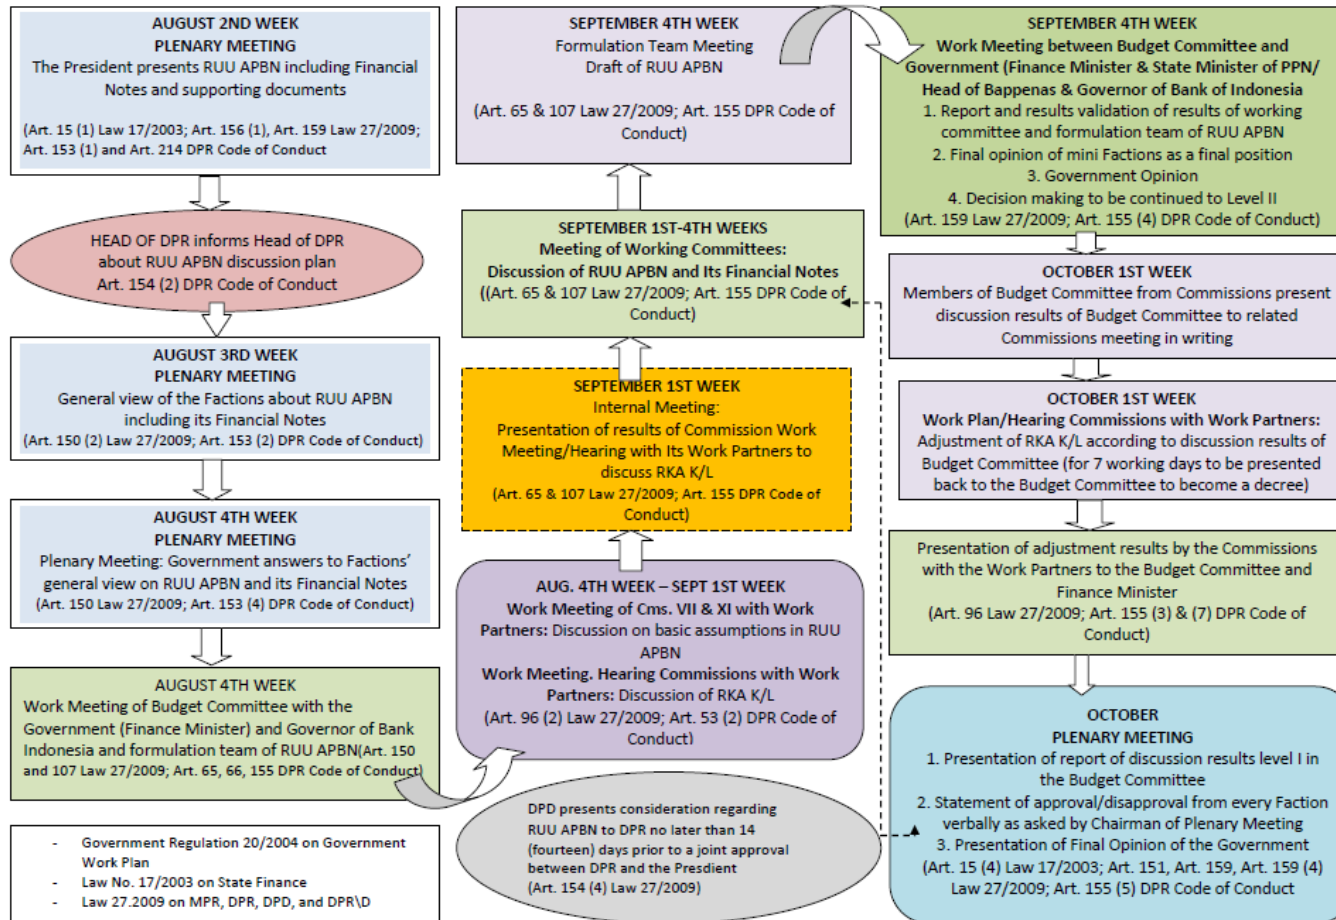 AUGUST 2ND WEEK
PLENARY MEETING
The President presents RUU APBN including Financial
Notes and supporting documents
(Art. 15 (1) Law 17/2003; Art. 156 (1), Art. 159 Law 27/2009;
Art. 153 (1) and Art. 214 DPR Code of Conduct
HEAD OF DPR informs Head of DPR
about RUU APBN discussion plan
Art. 154 (2) DPR Code of Conduct
AUGUST 3RD WEEK
PLENARY MEETING
General view of the Factions about RUU APBN
including its Financial Notes
(Art. 150 (2) Law 27/2009; Art. 153 (2) DPR Code of Conduct)
AUGUST 4TH WEEK
PLENARY MEETING
Plenary Meeting: Government answers to Factions'
general view on RUU APBN and its Financial Notes
(Art. 150 Law 27/2009; Art. 153 (4) DPR Code of Conduct)
AUGUST 4TH WEEK
Work Meeting of Budget Committee with the
Government (Finance Minister) and Governor of Bank
Indonesia and formulation team of RUU APBN(Art. 150
and 107 Law 27/2009; Art. 65, 66, 155 DPR Code of Conduct)
- Government Regulation 20/2004 on Government
Work Plan
- Law No. 17/2003 on State Finance
- Law 27.2009 on MPR, DPR, DPD, and DPR\D
SEPTEMBER 4TH WEEK
Formulation Team Meeting
Draft of RUU APBN
(Art. 65 & 107 Law 27/2009; Art. 155 DPR Code of
Conduct)
SEPTEMBER 1ST-4TH WEEKS
Meeting of Working Committees:
Discussion of RUU APBN and Its Financial Notes
((Art. 65 & 107 Law 27/2009; Art. 155 DPR Code of
Conduct)
SEPTEMBER 1ST WEEK
Internal Meeting:
Presentation of results of Commission Work
Meeting/Hearing with Its Work Partners to
discuss RKA K/L
(Art. 65 & 107 Law 27/2009; Art. 155 DPR Code of
Conduct)
AUG. 4TH WEEK – SEPT 1ST WEEK
Work Meeting of Cms. VII & XI with Work
Partners: Discussion on basic assumptions in RUU
APBN
Work Meeting. Hearing Commissions with Work
Partners: Discussion of RKA K/L
(Art. 96 (2) Law 27/2009; Art. 53 (2) DPR Code of
Conduct)
DPD presents consideration regarding
RUU APBN to DPR no later than 14
(fourteen) days prior to a joint approval
between DPR and the Presdient
(Art. 154 (4) Law 27/2009)
SEPTEMBER 4TH WEEK
Work Meeting between Budget Committee and
Government (Finance Minister & State Minister of PPN/
Head of Bappenas & Governor of Bank of Indonesia
1. Report and results validation of results of working
committee and formulation team of RUU APBN
2. Final opinion of mini Factions as a final position
3. Government Opinion
4. Decision making to be continued to Level II
(Art. 159 Law 27/2009; Art. 155 (4) DPR Code of Conduct)
OCTOBER 1ST WEEK
Members of Budget Committee from Commissions present
discussion results of Budget Committee to related
Commissions meeting in writing
OCTOBER 1ST WEEK
Work Plan/Hearing Commissions with Work Partners:
Adjustment of RKA K/L according to discussion results of
Budget Committee (for 7 working days to be presented
back to the Budget Committee to become a decree)
Presentation of adjustment results by the Commissions
with the Work Partners to the Budget Committee and
Finance Minister
(Art. 96 Law 27/2009; Art. 155 (3) & (7) DPR Code of
Conduct)
OCTOBER
PLENARY MEETING
1. Presentation of report of discussion results level I in
the Budget Committee
2. Statement of approval/disapproval from every Faction
verbally as asked by Chairman of Plenary Meeting
3. Presentation of Final Opinion of the Government
(Art. 15 (4) Law 17/2003; Art. 151, Art. 159, Art. 159 (4)
Law 27/2009; Art. 155 (5) DPR Code of Conduct